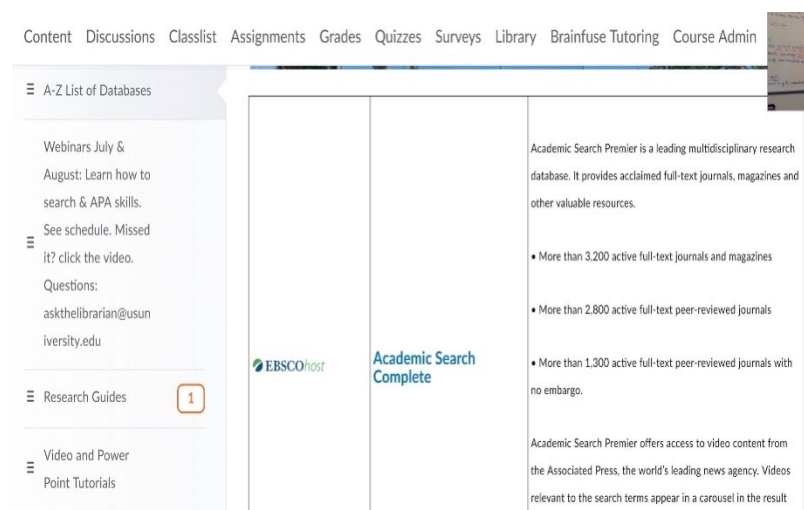 Content Discussions Classlist Assignments Grades Quizzes Surveys Library Brainfuse Tutoring Course Admin
A-Z List of Databases
Webinars July &
August: Learn how to
search & APA skills.
See schedule. Missed
it? click the video.
Questions:
askthelibrarian@usun
iversity.edu
Research Guides 1
Video and Power
Point Tutorials
EBSCOhost
Academic Search
Complete
Academic Search Premier is a leading multidisciplinary research
database. It provides acclaimed full-text journals, magazines and
other valuable resources.
• More than 3,200 active full-text journals and magazines
• More than 2,800 active full-text peer-reviewed journals
• More than 1,300 active full-text peer-reviewed journals with
no embargo.
Academic Search Premier offers access to video content from
the Associated Press, the world's leading news agency. Videos
relevant to the search terms appear in a carousel in the result